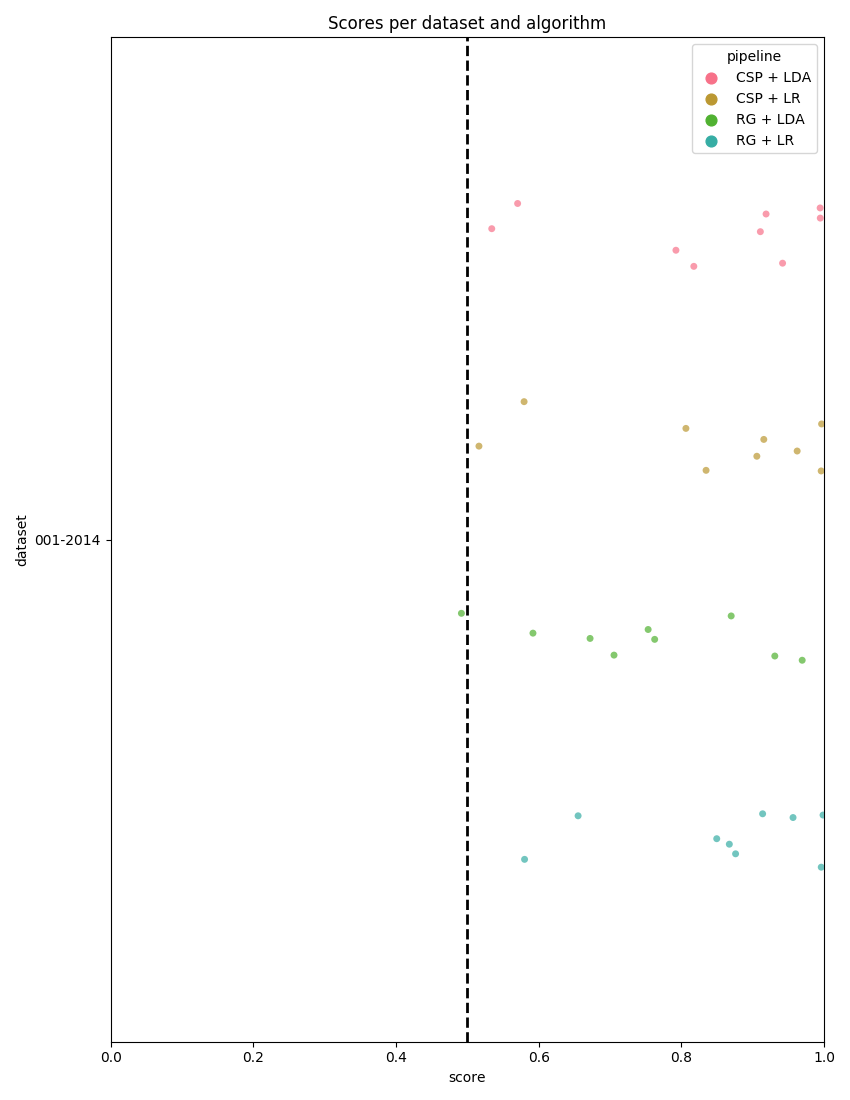 Scores per dataset and algorithm
pipeline
CSP + LDA
CSP + LR
RG + LDA
RG + LR
dataset
001-2014
0.0 0.2 0.4 0.6 0.8 1.0
score